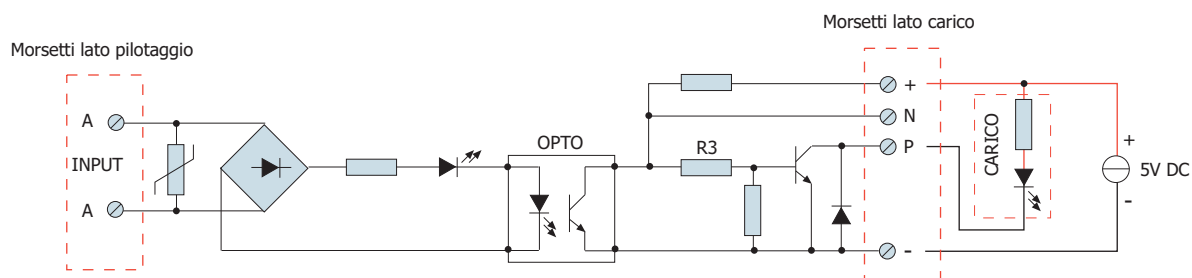 Morsetti lato pilotaggio
Morsetti lato carico
A
INPUT
A
OPTO
R3
+
N
P
-
CARICO
+
5V DC
-